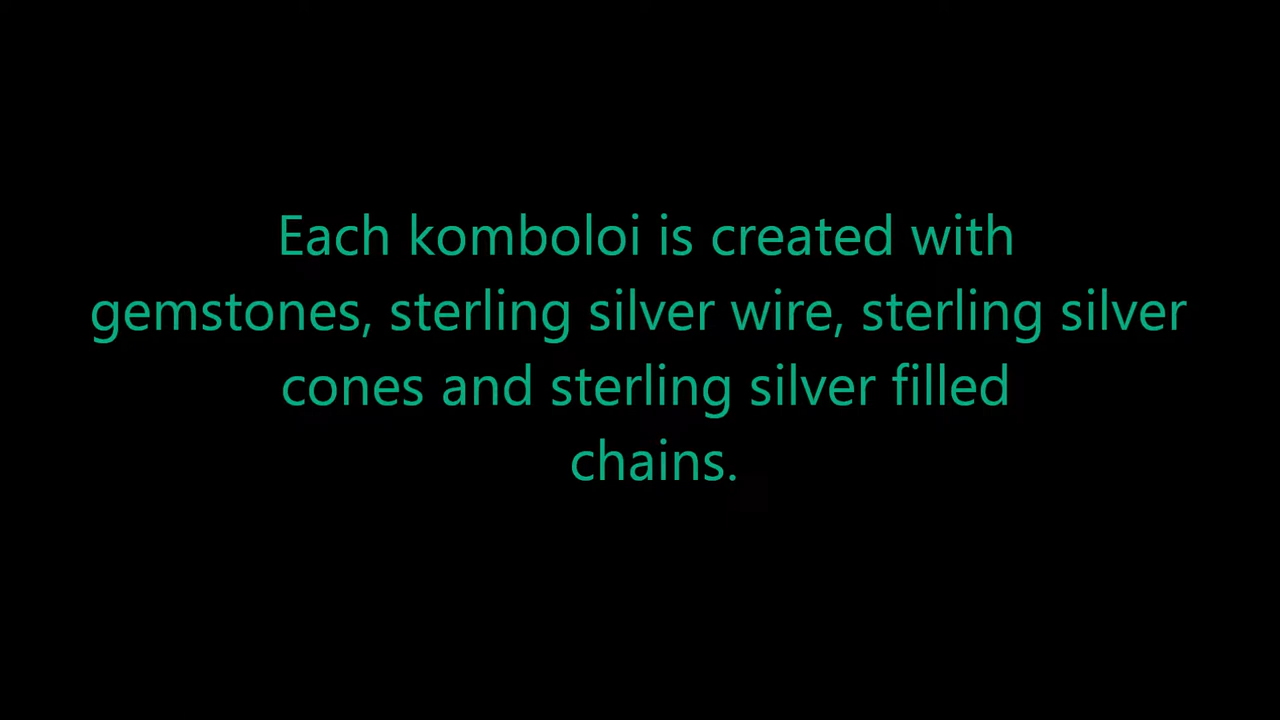 Each komboloi is created with
gemstones, sterling silver wire, sterling silver
cones and sterling silver filled
chains.